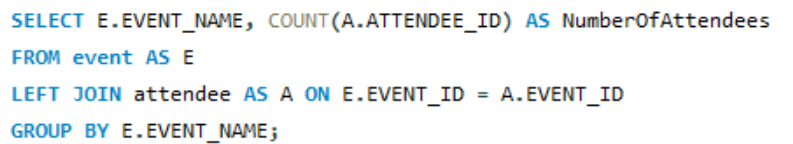 SELECT E.EVENT_NAME, COUNT(A.ATTENDEE_ID) AS NumberOfAttendees
FROM event AS E
LEFT JOIN attendee AS A ON E.EVENT_ID = A.EVENT_ID
GROUP BY E.EVENT_NAME;